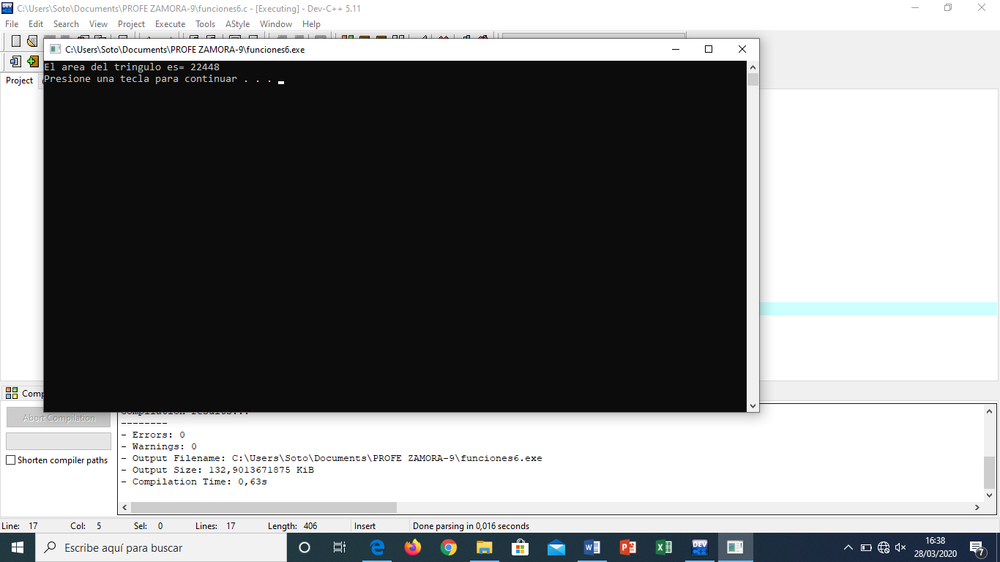 C:\Users\Soto\Documents\PROFE ZAMORA-9\funciones6.c - [Executing] - Dev-C++ 5.11
File Edit Search View Project Execute Tools AStyle Window Help
C:\Users\Soto\Documents\PROFE ZAMORA-9\funciones6.exe
El area del tringulo es= 22448
Presione una tecla para continuar . . .
Project
Compilation results...
Abort Compilation
--------
- Errors: 0
- Warnings: 0
- Output Filename: C:\Users\Soto\Documents\PROFE ZAMORA-9\funciones6.exe
- Output Size: 132,9013671875 KiB
- Compilation Time: 0,63s
Shorten compiler paths
Line: 17 Col: 5 Sel: 0 Lines: 17 Length: 406 Insert Done parsing in 0,016 seconds
Escribe aquí para buscar
DEV
16:38
28/03/2020
7